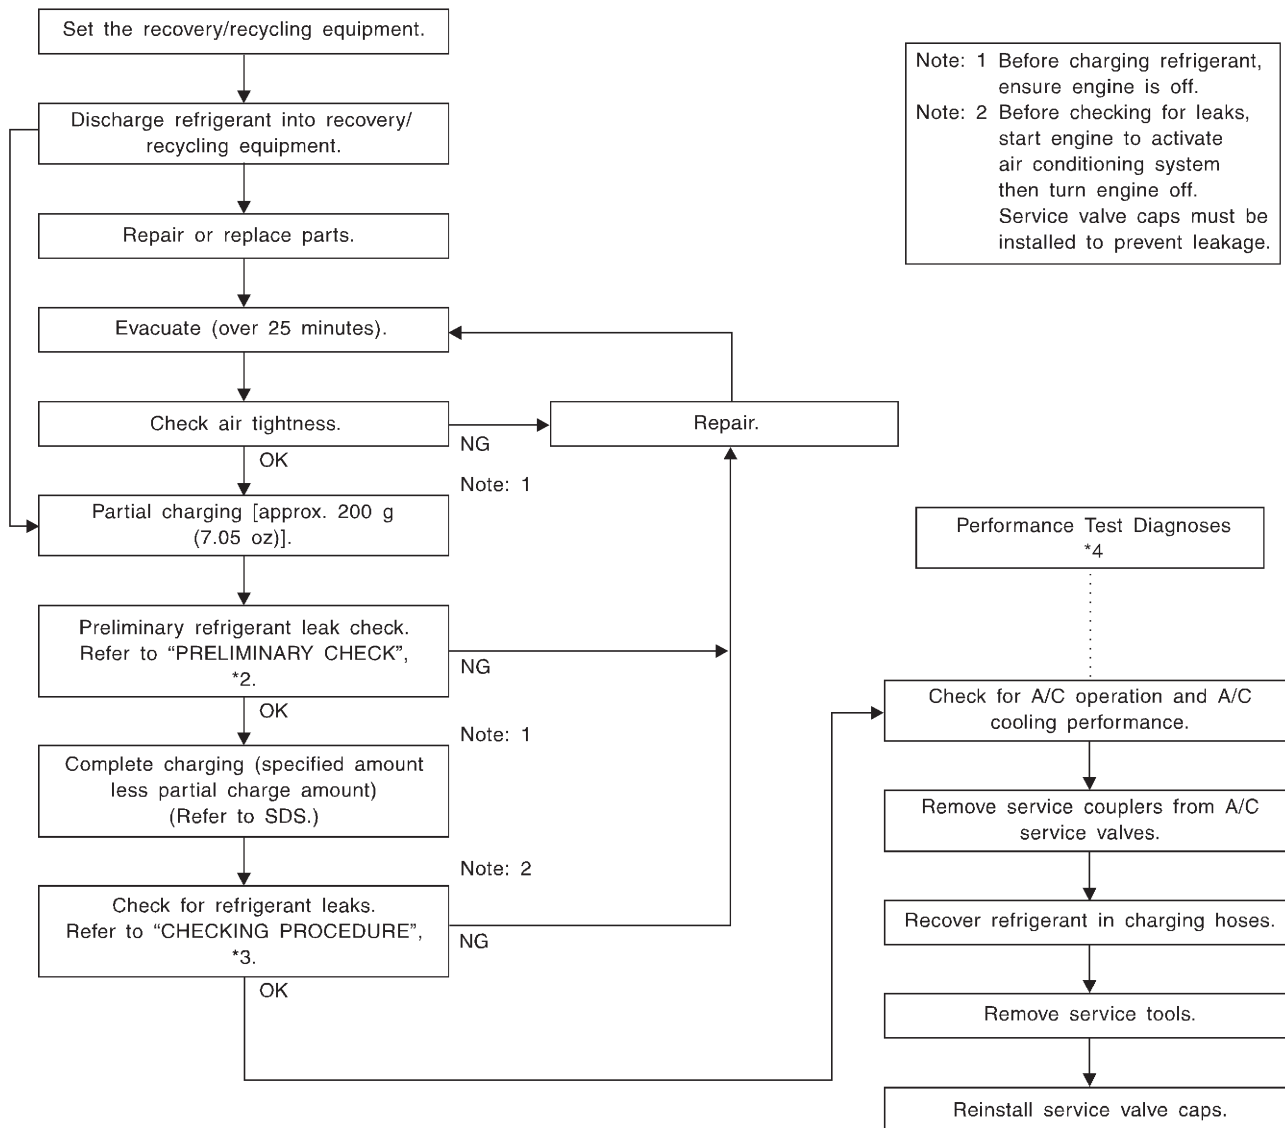 Set the recovery/recycling equipment.
Discharge refrigerant into recovery/
recycling equipment.
Repair or replace parts.
Evacuate (over 25 minutes).
Check air tightness.
NG
Repair.
OK
Note: 1
Partial charging [approx. 200 g
(7.05 oz)].
Preliminary refrigerant leak check.
Refer to “PRELIMINARY CHECK”,
*2.
NG
OK
Note: 1
Complete charging (specified amount
less partial charge amount)
(Refer to SDS.)
Note: 2
Check for refrigerant leaks.
Refer to “CHECKING PROCEDURE”,
*3.
NG
OK
Note: 1 Before charging refrigerant,
ensure engine is off.
Note: 2 Before checking for leaks,
start engine to activate
air conditioning system
then turn engine off.
Service valve caps must be
installed to prevent leakage.
Performance Test Diagnoses
*4
Check for A/C operation and A/C
cooling performance.
Remove service couplers from A/C
service valves.
Recover refrigerant in charging hoses.
Remove service tools.
Reinstall service valve caps.